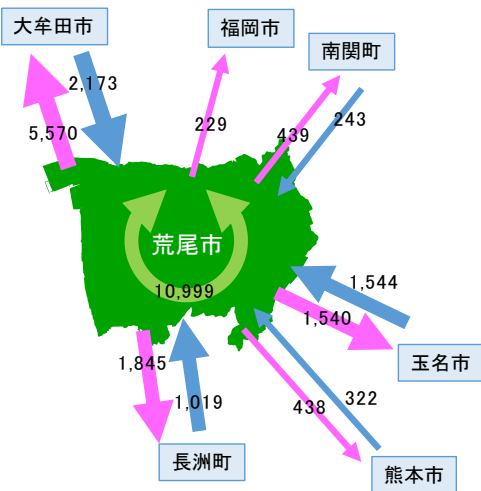 大牟田市
福岡市
南関町
2,173
5,570
229
439
243
荒尾市
10,999
1,544
1,540
玉名市
1,845
1,019
438
322
長洲町
熊本市